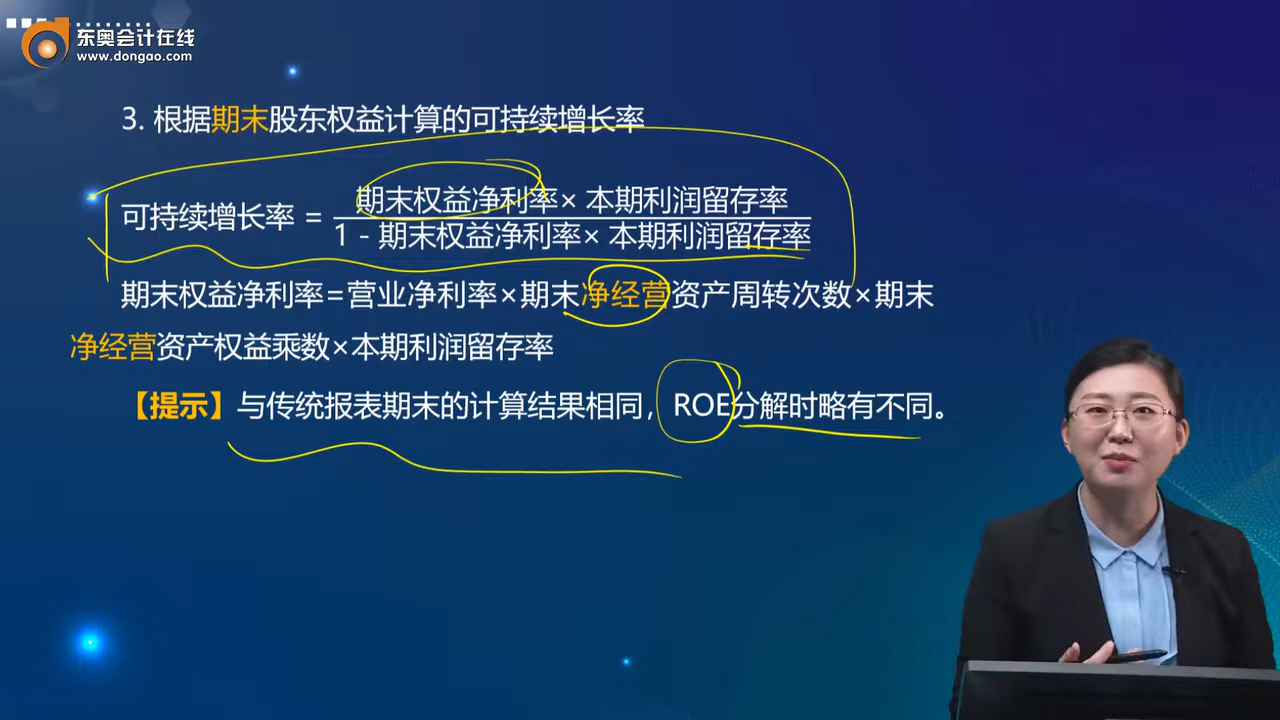 东奥会计在线
www.dongao.com
3. 根据期末股东权益计算的可持续增长率
可持续增长率 = 期末权益净利率× 本期利润留存率
1 - 期末权益净利率× 本期利润留存率
期末权益净利率=营业净利率×期末净经营资产周转次数×期末
净经营资产权益乘数×本期利润留存率
【提示】与传统报表期末的计算结果相同，ROE分解时略有不同。